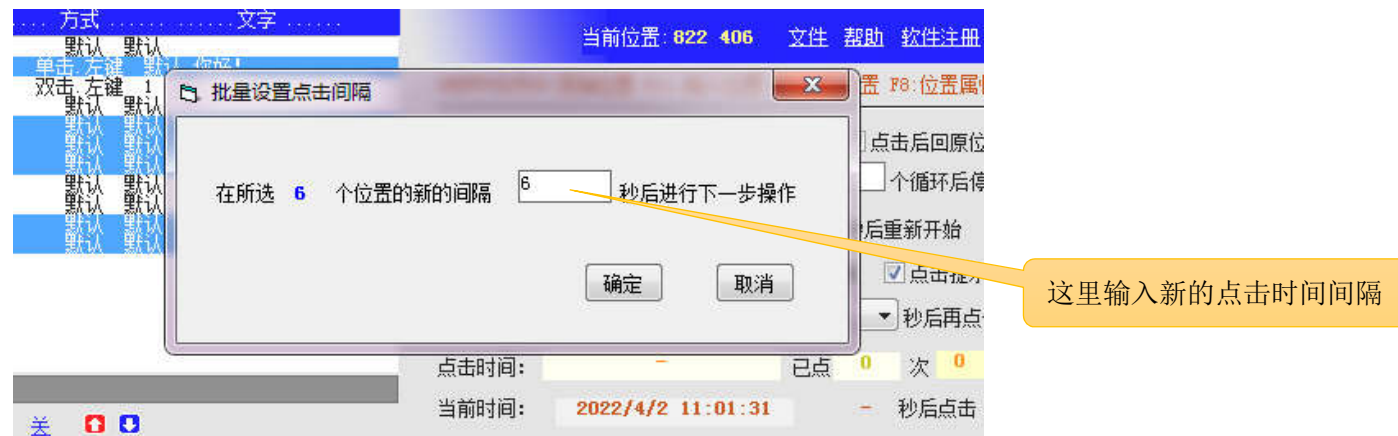 .... 方式 ...... ......文字 ......
当前位置: 822 406 文件 帮助 软件注册
默认 默认
单击.左键 默认 你好!
双击.左键 1
默认 默认
默认 默认
默认 默认
默认 默认
默认 默认
默认 默认
默认 默认
默认 默认
批量设置点击间隔
置 F8:位置属
点击后回原位
在所选 6 个位置的新的间隔 6 秒后进行下一步操作
个循环后停
后重新开始
确定 取消
点击提示
秒后再点
这里输入新的点击时间间隔
点击时间: - 已点 0 次 0
当前时间: 2022/4/2 11:01:31 - 秒后点击
关